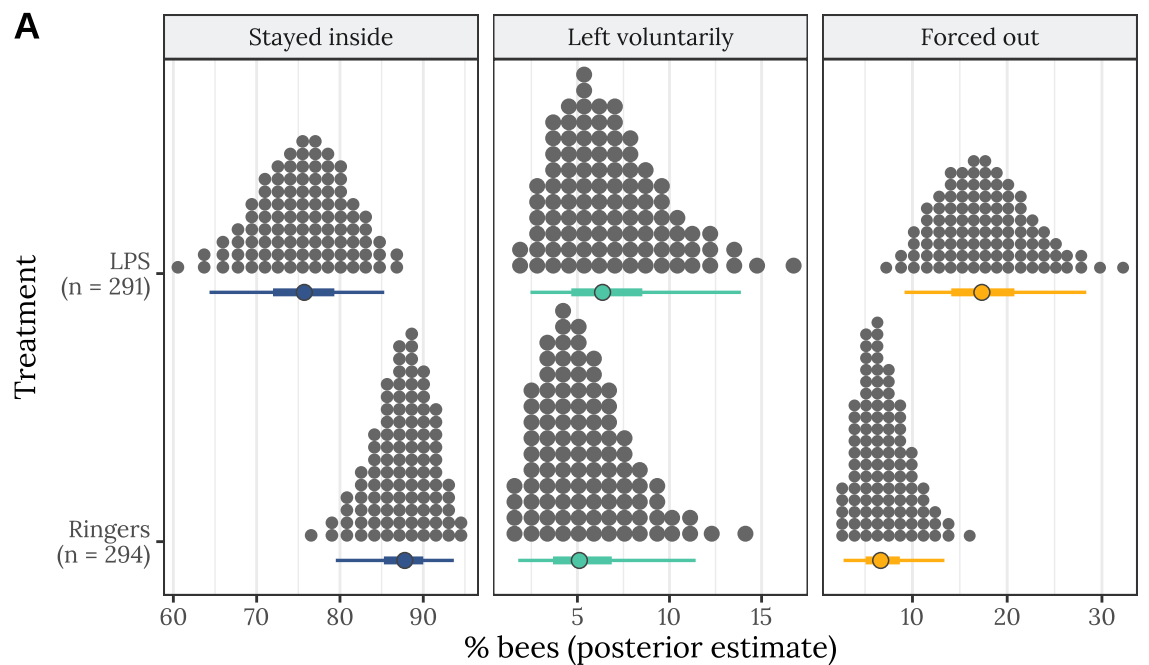 A
Stayed inside
Left voluntarily
Forced out
Treatment
LPS
(n = 291)
Ringers
(n = 294)
60 70 80 90
5 10 15
10 20 30
% bees (posterior estimate)